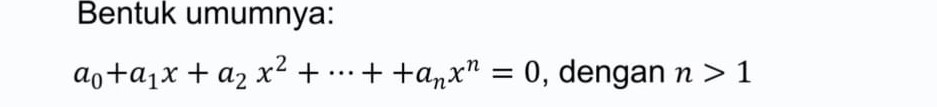 Bentuk umumnya:
a₀+a₁x + a₂ x² + ⋯ + +aₙxⁿ = 0, dengan n > 1